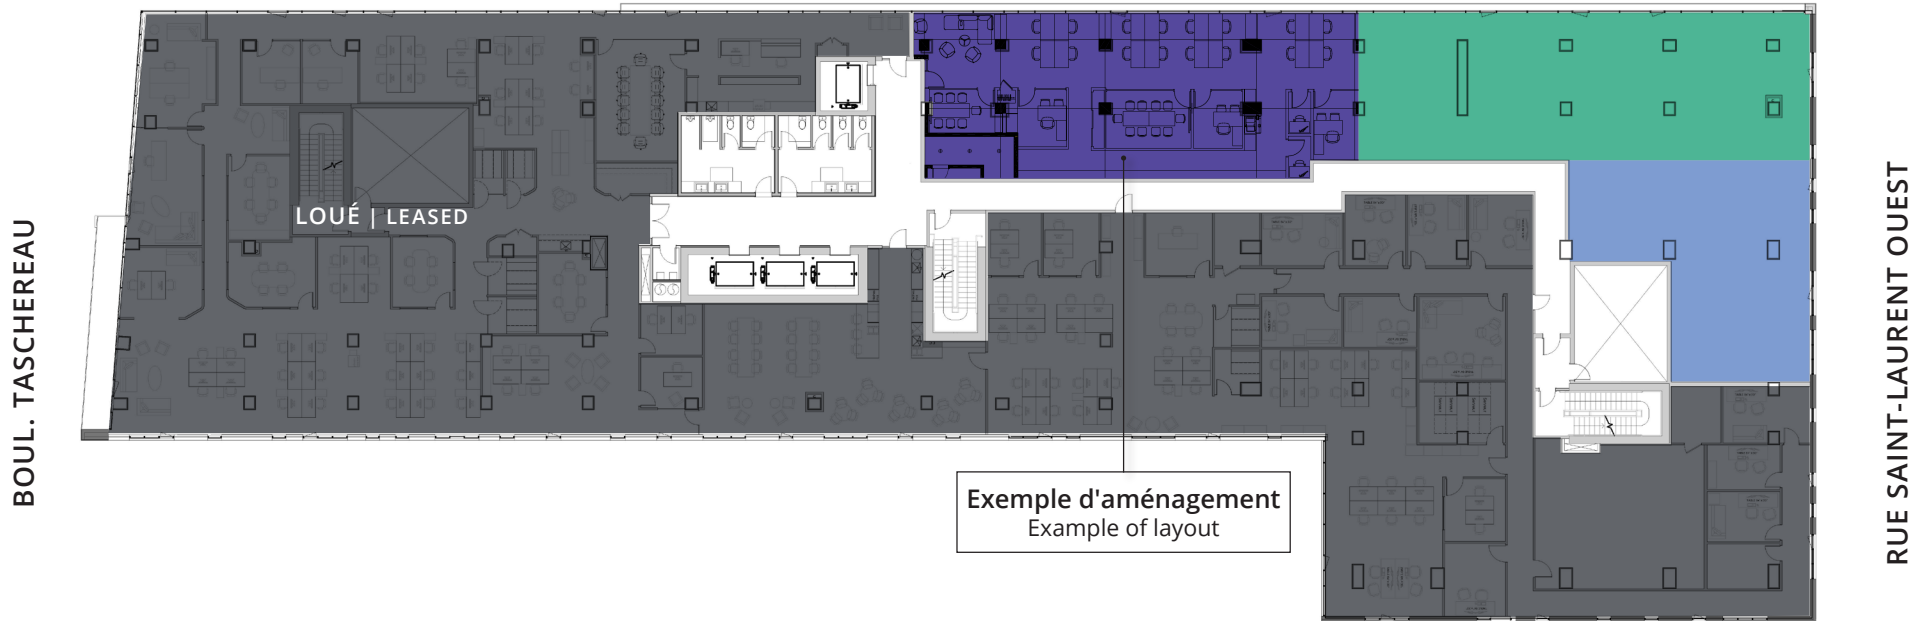 BOUL. TASCHEREAU
LOUÉ | LEASED
Exemple d'aménagement
Example of layout
RUE SAINT-LAURENT OUEST